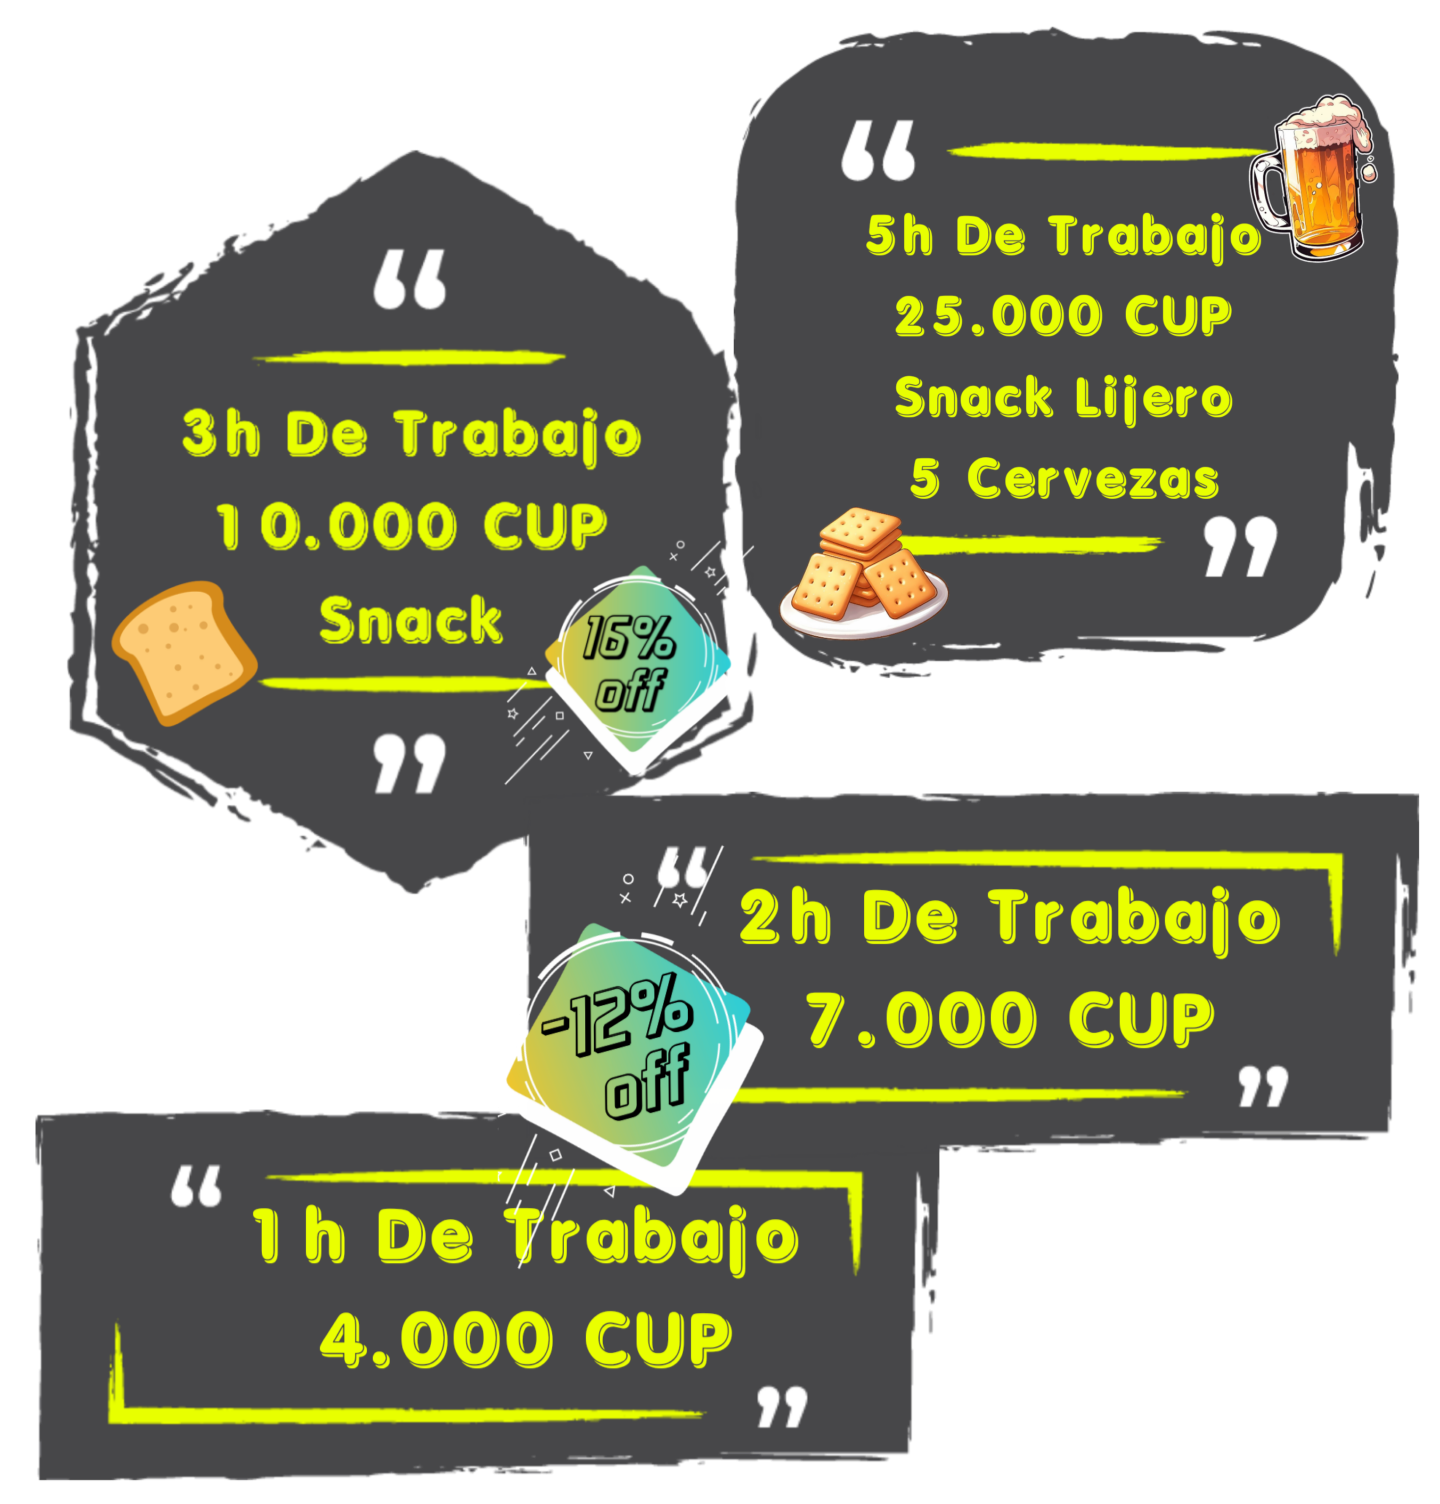 5h De Trabajo
25.000 CUP
Snack Lijero
5 Cervezas
3h De Trabajo
10.000 CUP
Snack
16%
off
2h De Trabajo
7.000 CUP
-12%
off
1h De Trabajo
4.000 CUP